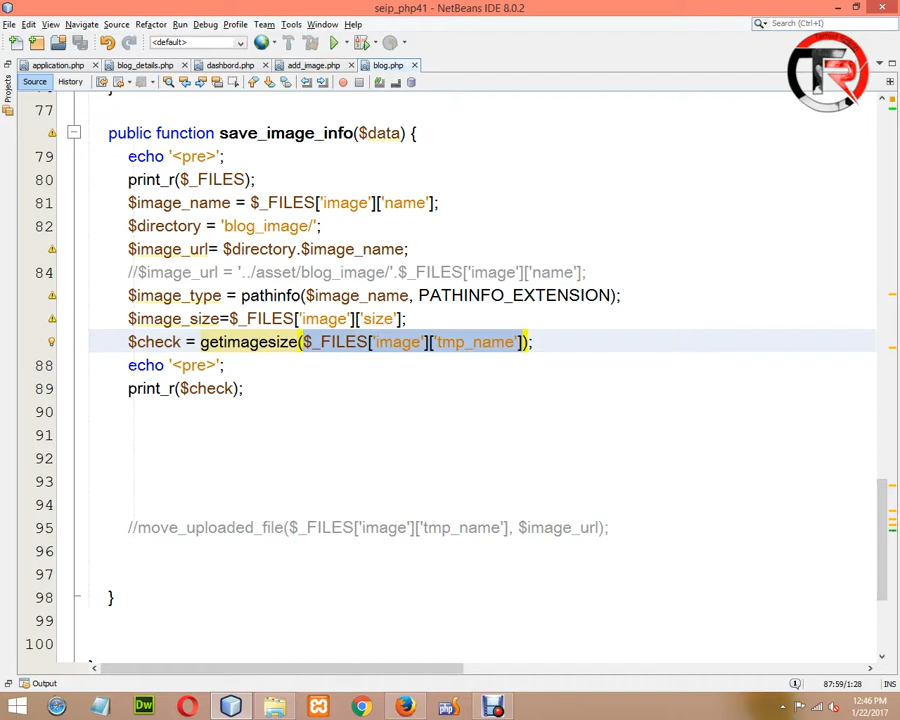 seip_php41 - NetBeans IDE 8.0.2
File Edit View Navigate Source Refactor Run Debug Profile Team Tools Window Help
Search (Ctrl+I)
<default>
application.php blog_details.php dashbord.php add_image.php blog.php
Source History
Projects
77
public function save_image_info($data) {
79 echo '<pre>';
80 print_r($_FILES);
81 $image_name = $_FILES['image']['name'];
82 $directory = 'blog_image/';
$image_url= $directory.$image_name;
84 //$image_url = '../asset/blog_image/'.$_FILES['image']['name'];
$image_type = pathinfo($image_name, PATHINFO_EXTENSION);
$image_size=$_FILES['image']['size'];
$check = getimagesize($_FILES['image']['tmp_name']);
88 echo '<pre>';
89 print_r($check);
90
91
92
93
94
95 //move_uploaded_file($_FILES['image']['tmp_name'], $image_url);
96
97
98 }
99
100
Output
87:59/1:28 INS
12:46 PM
1/22/2017